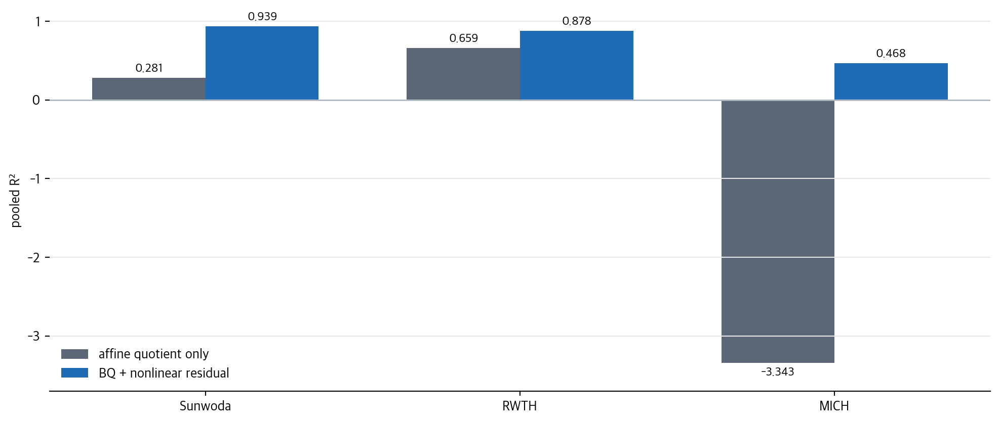 0.939
0.878
0.659
0.468
0.281
1
0
-1
-2
-3
pooled R²
-3.343
affine quotient only
BQ + nonlinear residual
Sunwoda
RWTH
MICH